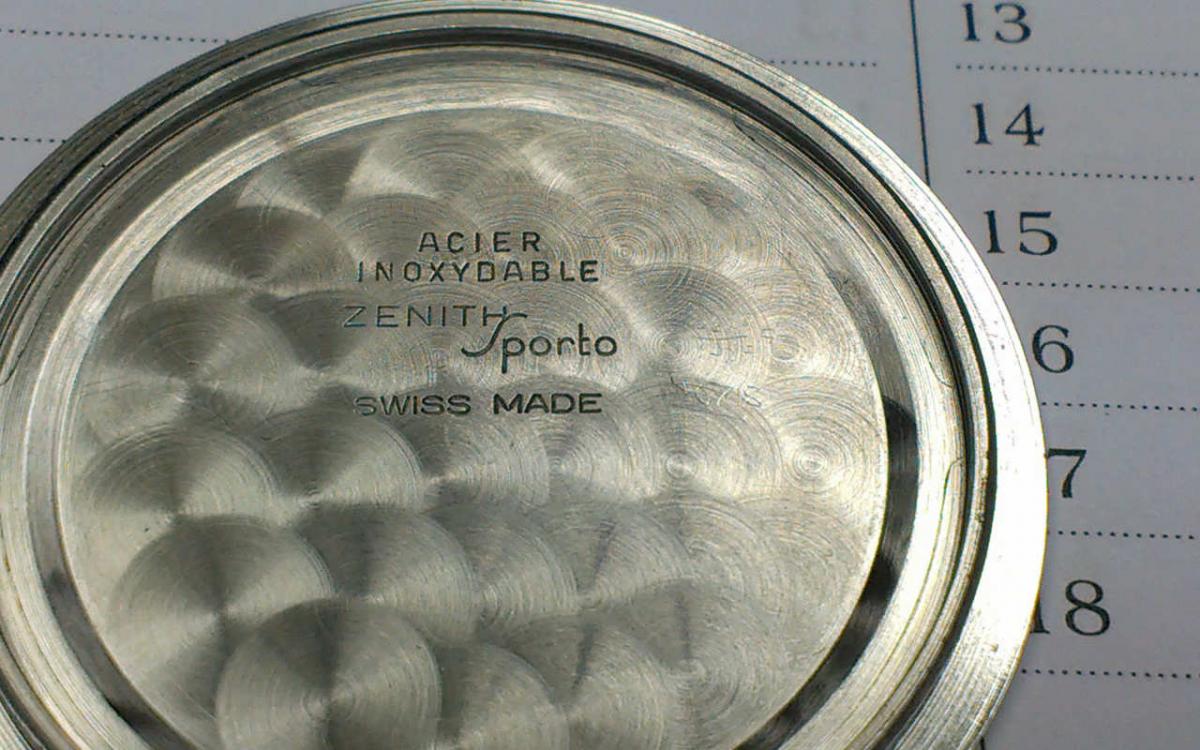 ACIER
INOXYDABLE
ZENITH
Sporto
SWISS MADE
13
14
15
6
7
18